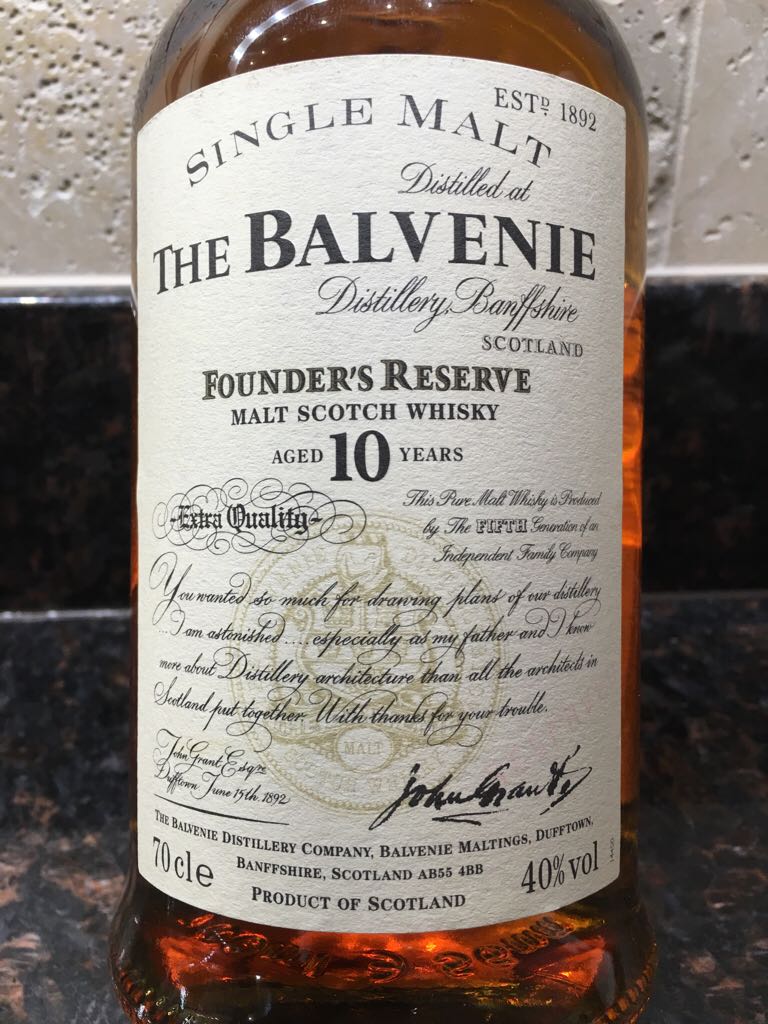 ESTD 1892
SINGLE MALT
Distilled at
THE BALVENIE
Distillery, Banffshire
SCOTLAND
FOUNDER'S RESERVE
MALT SCOTCH WHISKY
AGED 10 YEARS
-Extra Quality-
This Pure Malt Whisky is Produced
by The FIFTH Generation of an
Independent Family Company
You wanted so much for drawing plans of our distillery
...I am astonished ....especially as my father and I know
more about Distillery architecture than all the architects in
Scotland put together. With thanks for your trouble.
MALT
John Grant Esqre
Dufftown June 15th. 1892
John Grant
THE BALVENIE DISTILLERY COMPANY, BALVENIE MALTINGS, DUFFTOWN,
BANFFSHIRE, SCOTLAND AB55 4BB
70cl e
40% vol
PRODUCT OF SCOTLAND